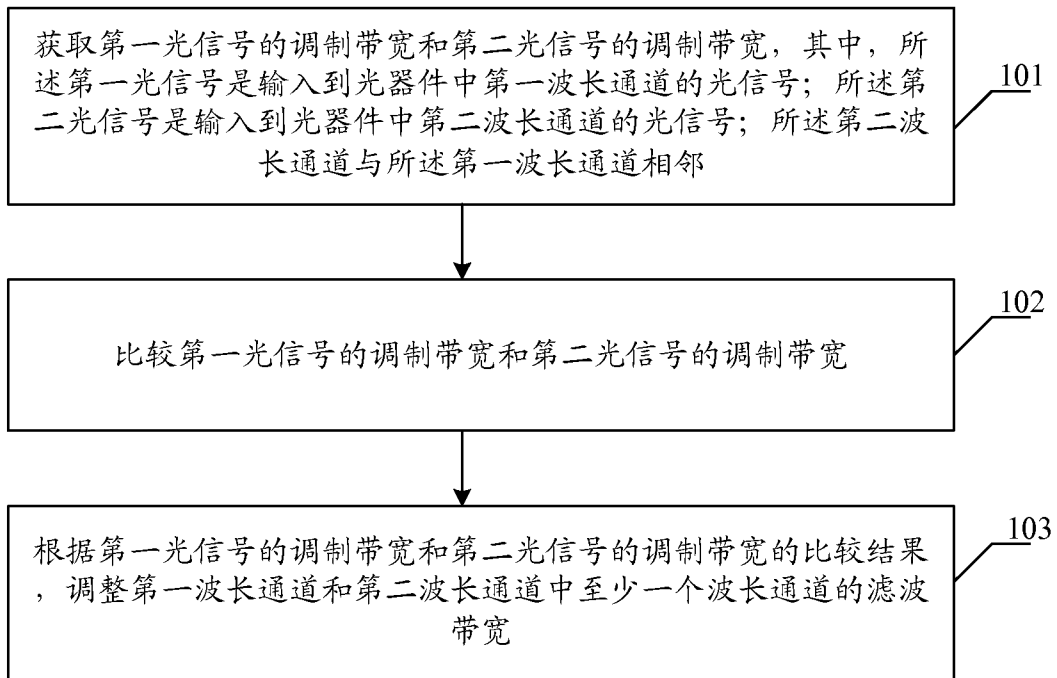 获取第一光信号的调制带宽和第二光信号的调制带宽，其中，所
述第一光信号是输入到光器件中第一波长通道的光信号；所述第
二光信号是输入到光器件中第二波长通道的光信号；所述第二波
长通道与所述第一波长通道相邻
101
比较第一光信号的调制带宽和第二光信号的调制带宽
102
根据第一光信号的调制带宽和第二光信号的调制带宽的比较结果
，调整第一波长通道和第二波长通道中至少一个波长通道的滤波
带宽
103